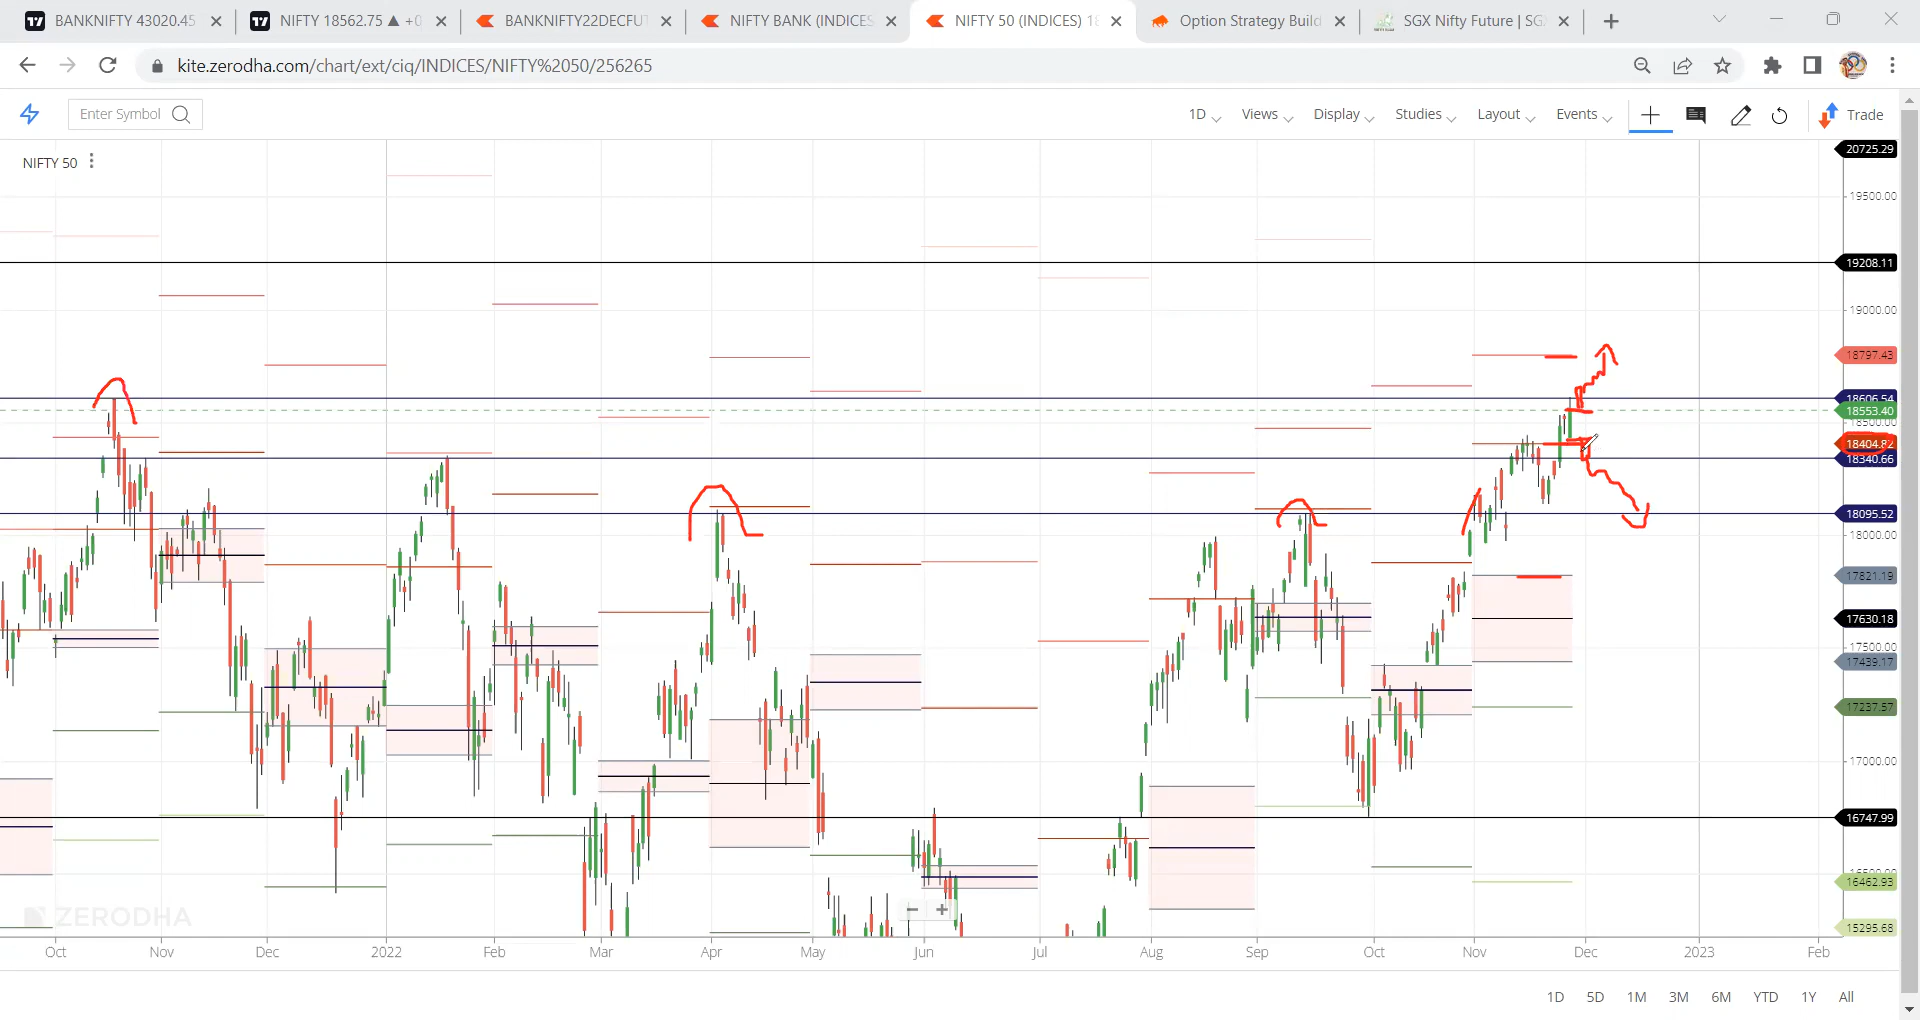 BANKNIFTY 43020.45
NIFTY 18562.75 ▲ +0
BANKNIFTY22DECFUT
NIFTY BANK (INDICES
NIFTY 50 (INDICES) 18
Option Strategy Build
SGX Nifty Future | SGX
kite.zerodha.com/chart/ext/ciq/INDICES/NIFTY%2050/256265
Enter Symbol
1D
Views
Display
Studies
Layout
Events
Trade
NIFTY 50
20725.29
19500.00
19208.11
19000.00
18797.43
18606.54
18553.40
18500.00
18404.82
18340.66
18095.52
18000.00
17821.19
17630.18
17500.00
17439.17
17237.57
17000.00
16747.99
16462.93
15295.68
ZERODHA
Oct Nov Dec 2022 Feb Mar Apr May Jun Jul Aug Sep Oct Nov Dec 2023 Feb
1D 5D 1M 3M 6M YTD 1Y All